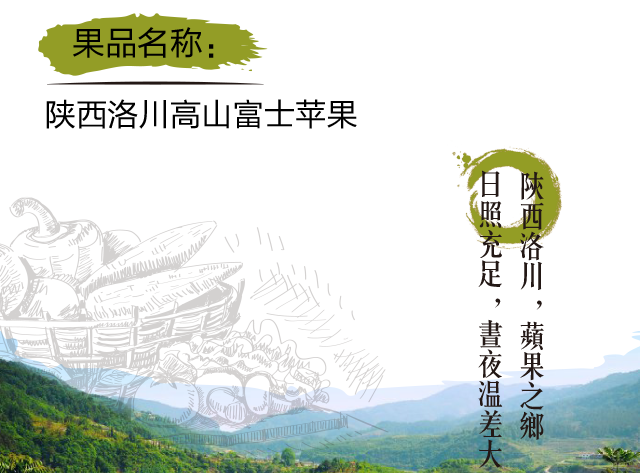 果品名称：
陕西洛川高山富士苹果
陝西洛川，蘋果之鄉
日照充足，晝夜温差大